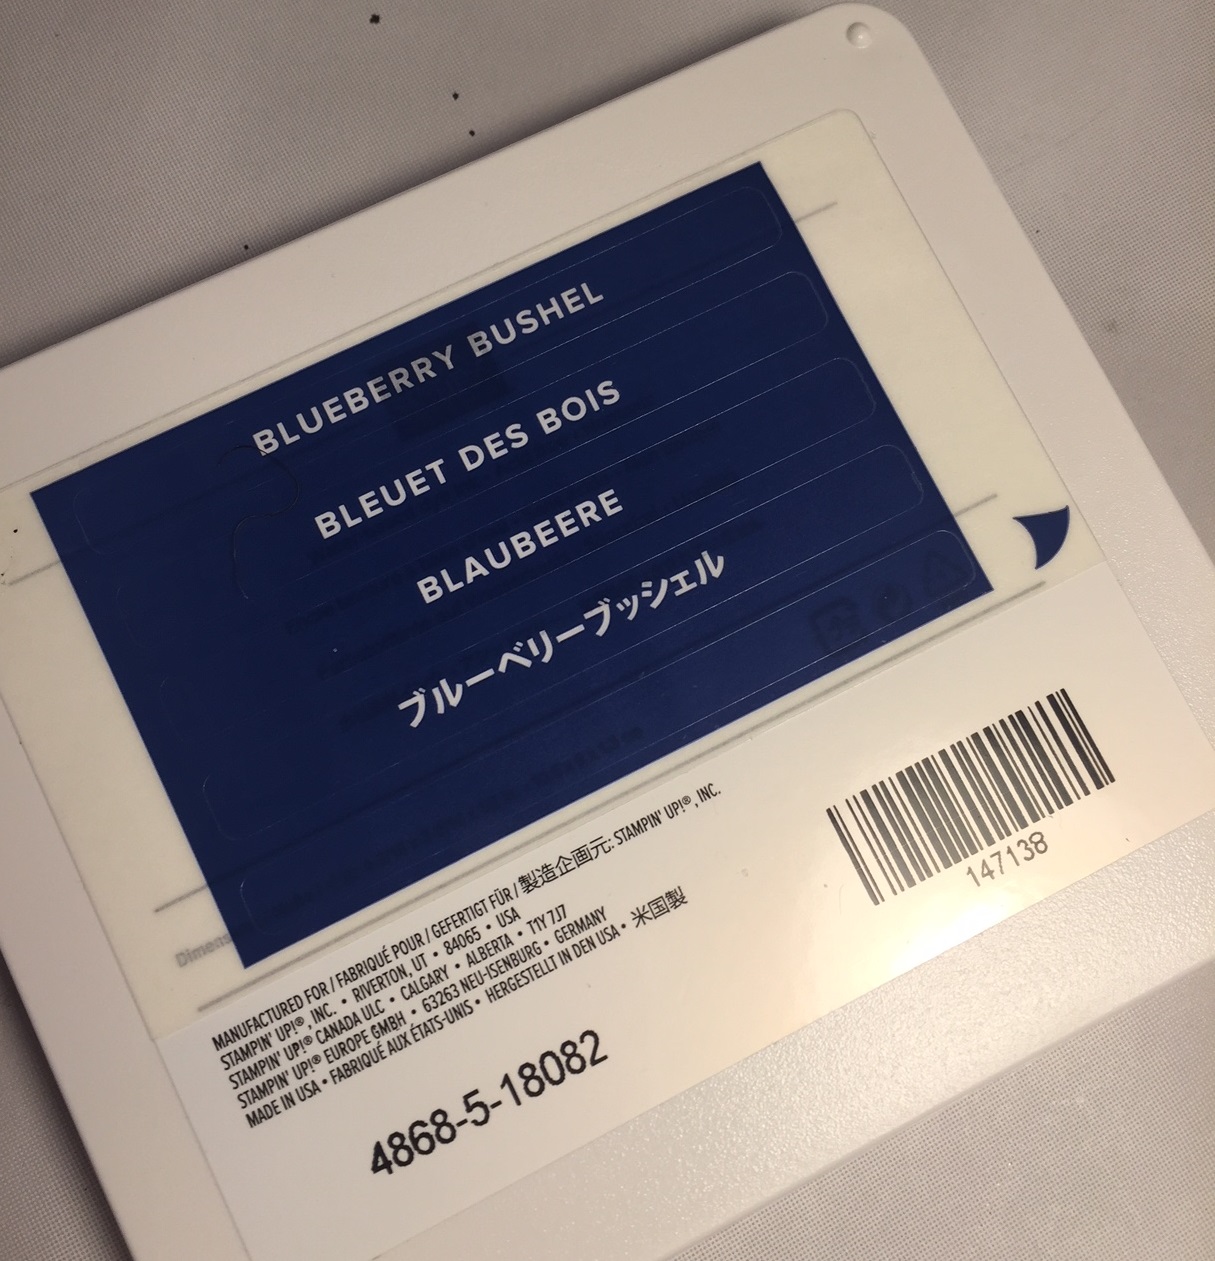 BLUEBERRY BUSHEL
BLEUET DES BOIS
BLAUBEERE
ブルーベリーブッシェル
147138
MANUFACTURED FOR / FABRIQUÉ POUR / GEFERTIGT FÜR / 製造企画元: STAMPIN' UP!®, INC.
STAMPIN' UP!®, INC. • RIVERTON, UT • 84065 • USA
STAMPIN' UP!® CANADA ULC • CALGARY • ALBERTA • T1Y 7J7
STAMPIN' UP!® EUROPE GMBH • 63263 NEU-ISENBURG • GERMANY
MADE IN USA • FABRIQUÉ AUX ÉTATS-UNIS • HERGESTELLT IN DEN USA • 米国製
4868-5-18082